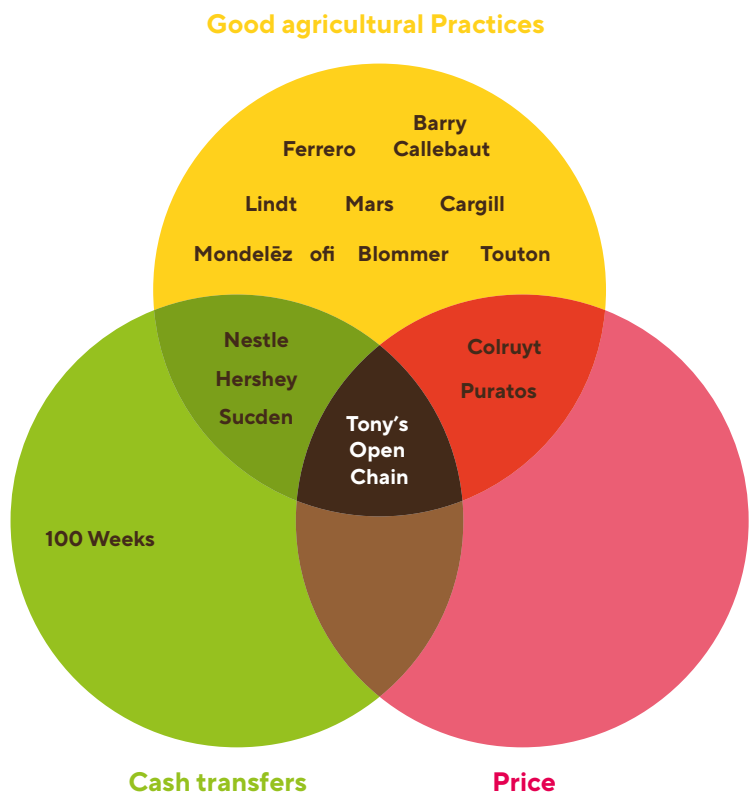 Good agricultural Practices
Barry
Ferrero Callebaut
Lindt Mars Cargill
Mondelēz ofi Blommer Touton
Nestle
Hershey
Sucden
Colruyt
Puratos
Tony's
Open
Chain
100 Weeks
Cash transfers
Price